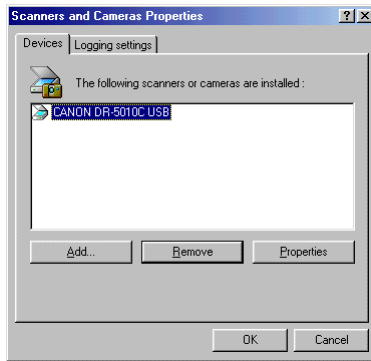 Scanners and Cameras Properties
Devices
Logging settings
The following scanners or cameras are installed :
CANON DR-5010C USB
Add...
Remove
Properties
OK
Cancel